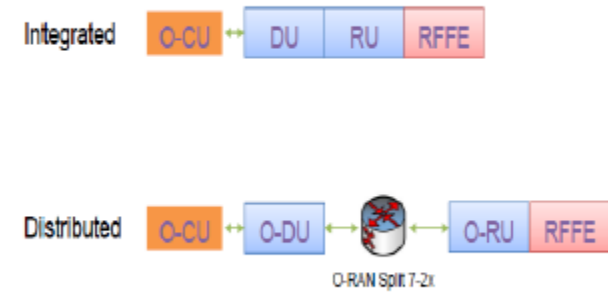 Integrated O-CU DU RU RFFE
Distributed O-CU O-DU O-RU RFFE
O-RAN Split 7-2x